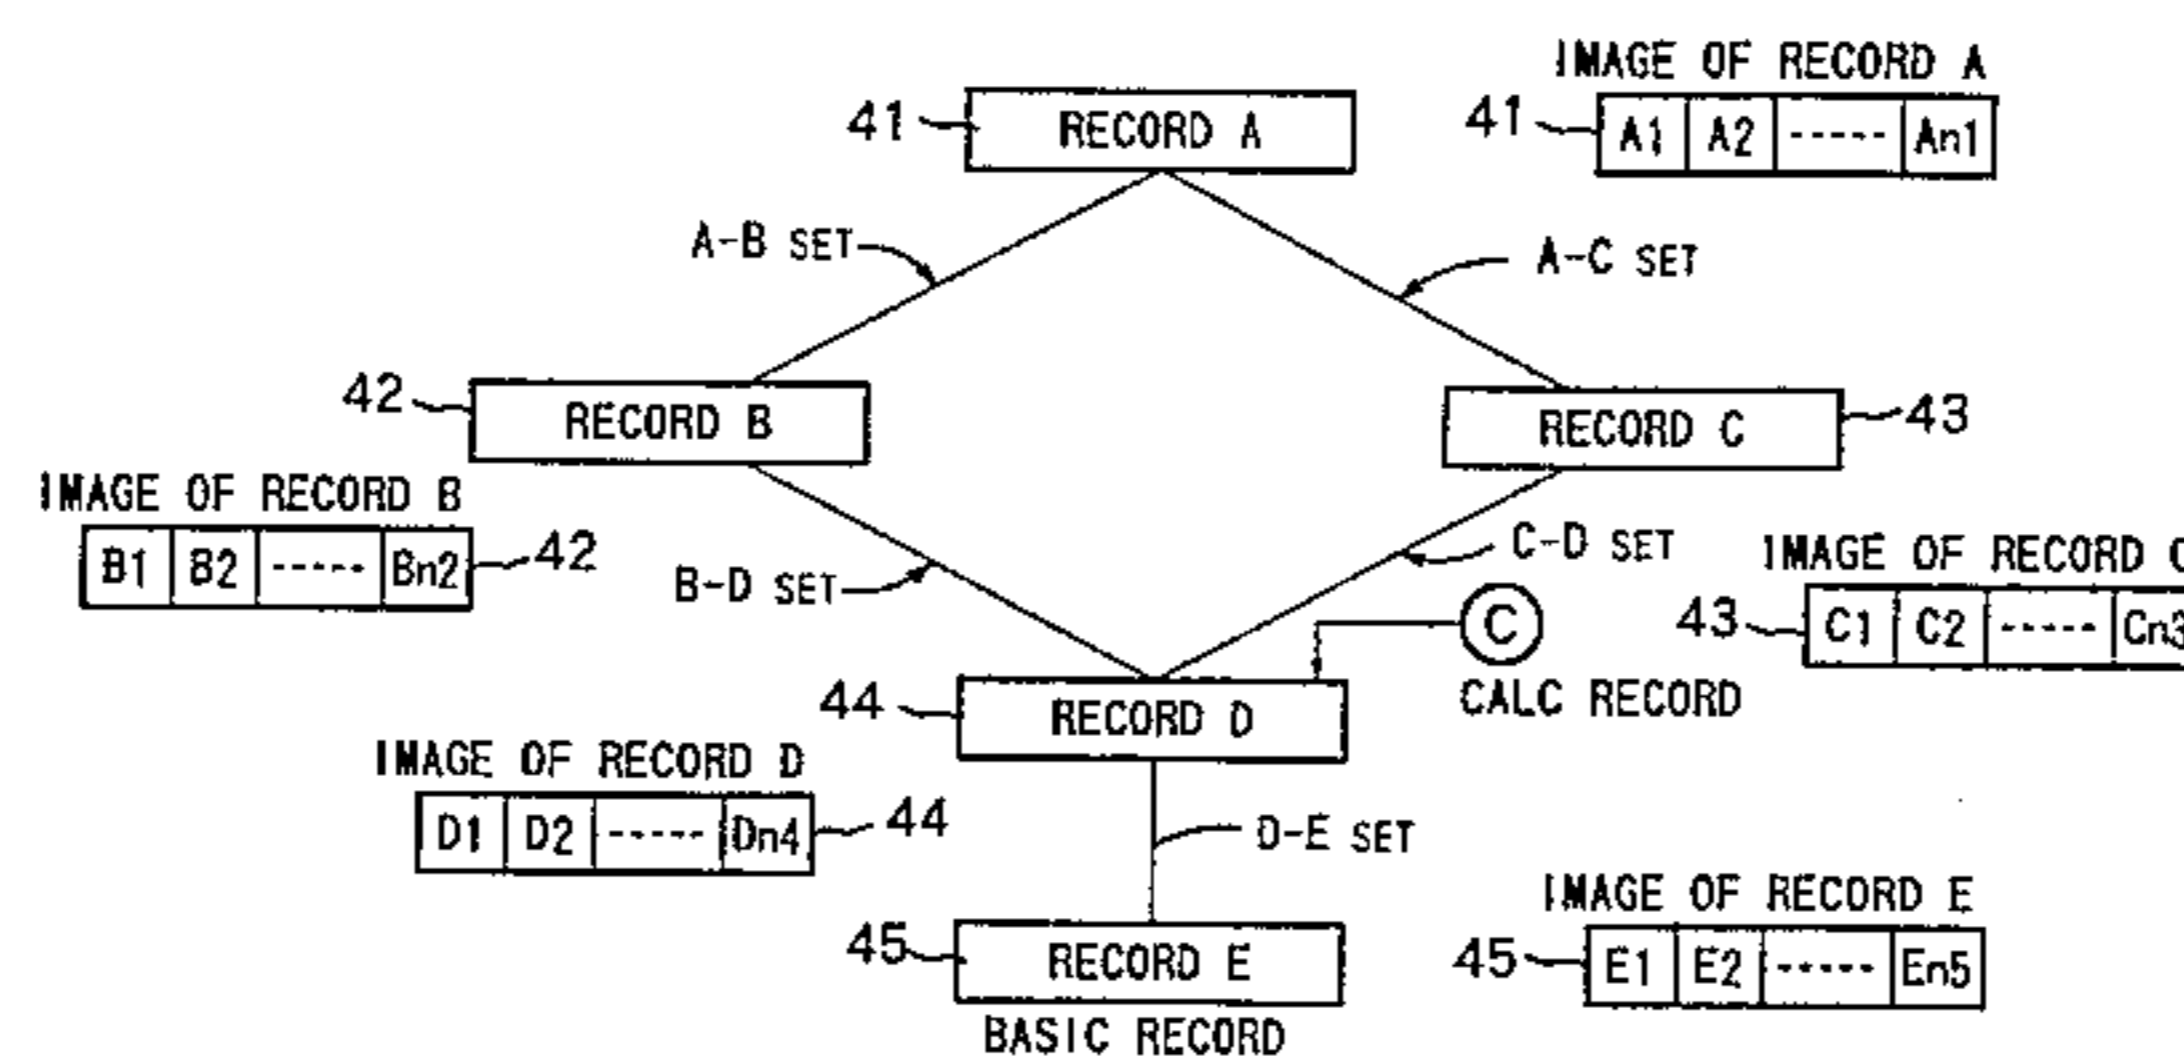 IMAGE OF RECORD A
41 RECORD A
41 A1 A2 ----- An1
A-B SET
A-C SET
42 RECORD B
RECORD C 43
IMAGE OF RECORD B
B1 B2 ----- Bn2 42
B-D SET
C-D SET
IMAGE OF RECORD
43 C1 C2 ----- Cn3
C
CALC RECORD
44 RECORD D
IMAGE OF RECORD D
D1 D2 ----- Dn4 44
D-E SET
45 RECORD E
BASIC RECORD
IMAGE OF RECORD E
45 E1 E2 ----- En5